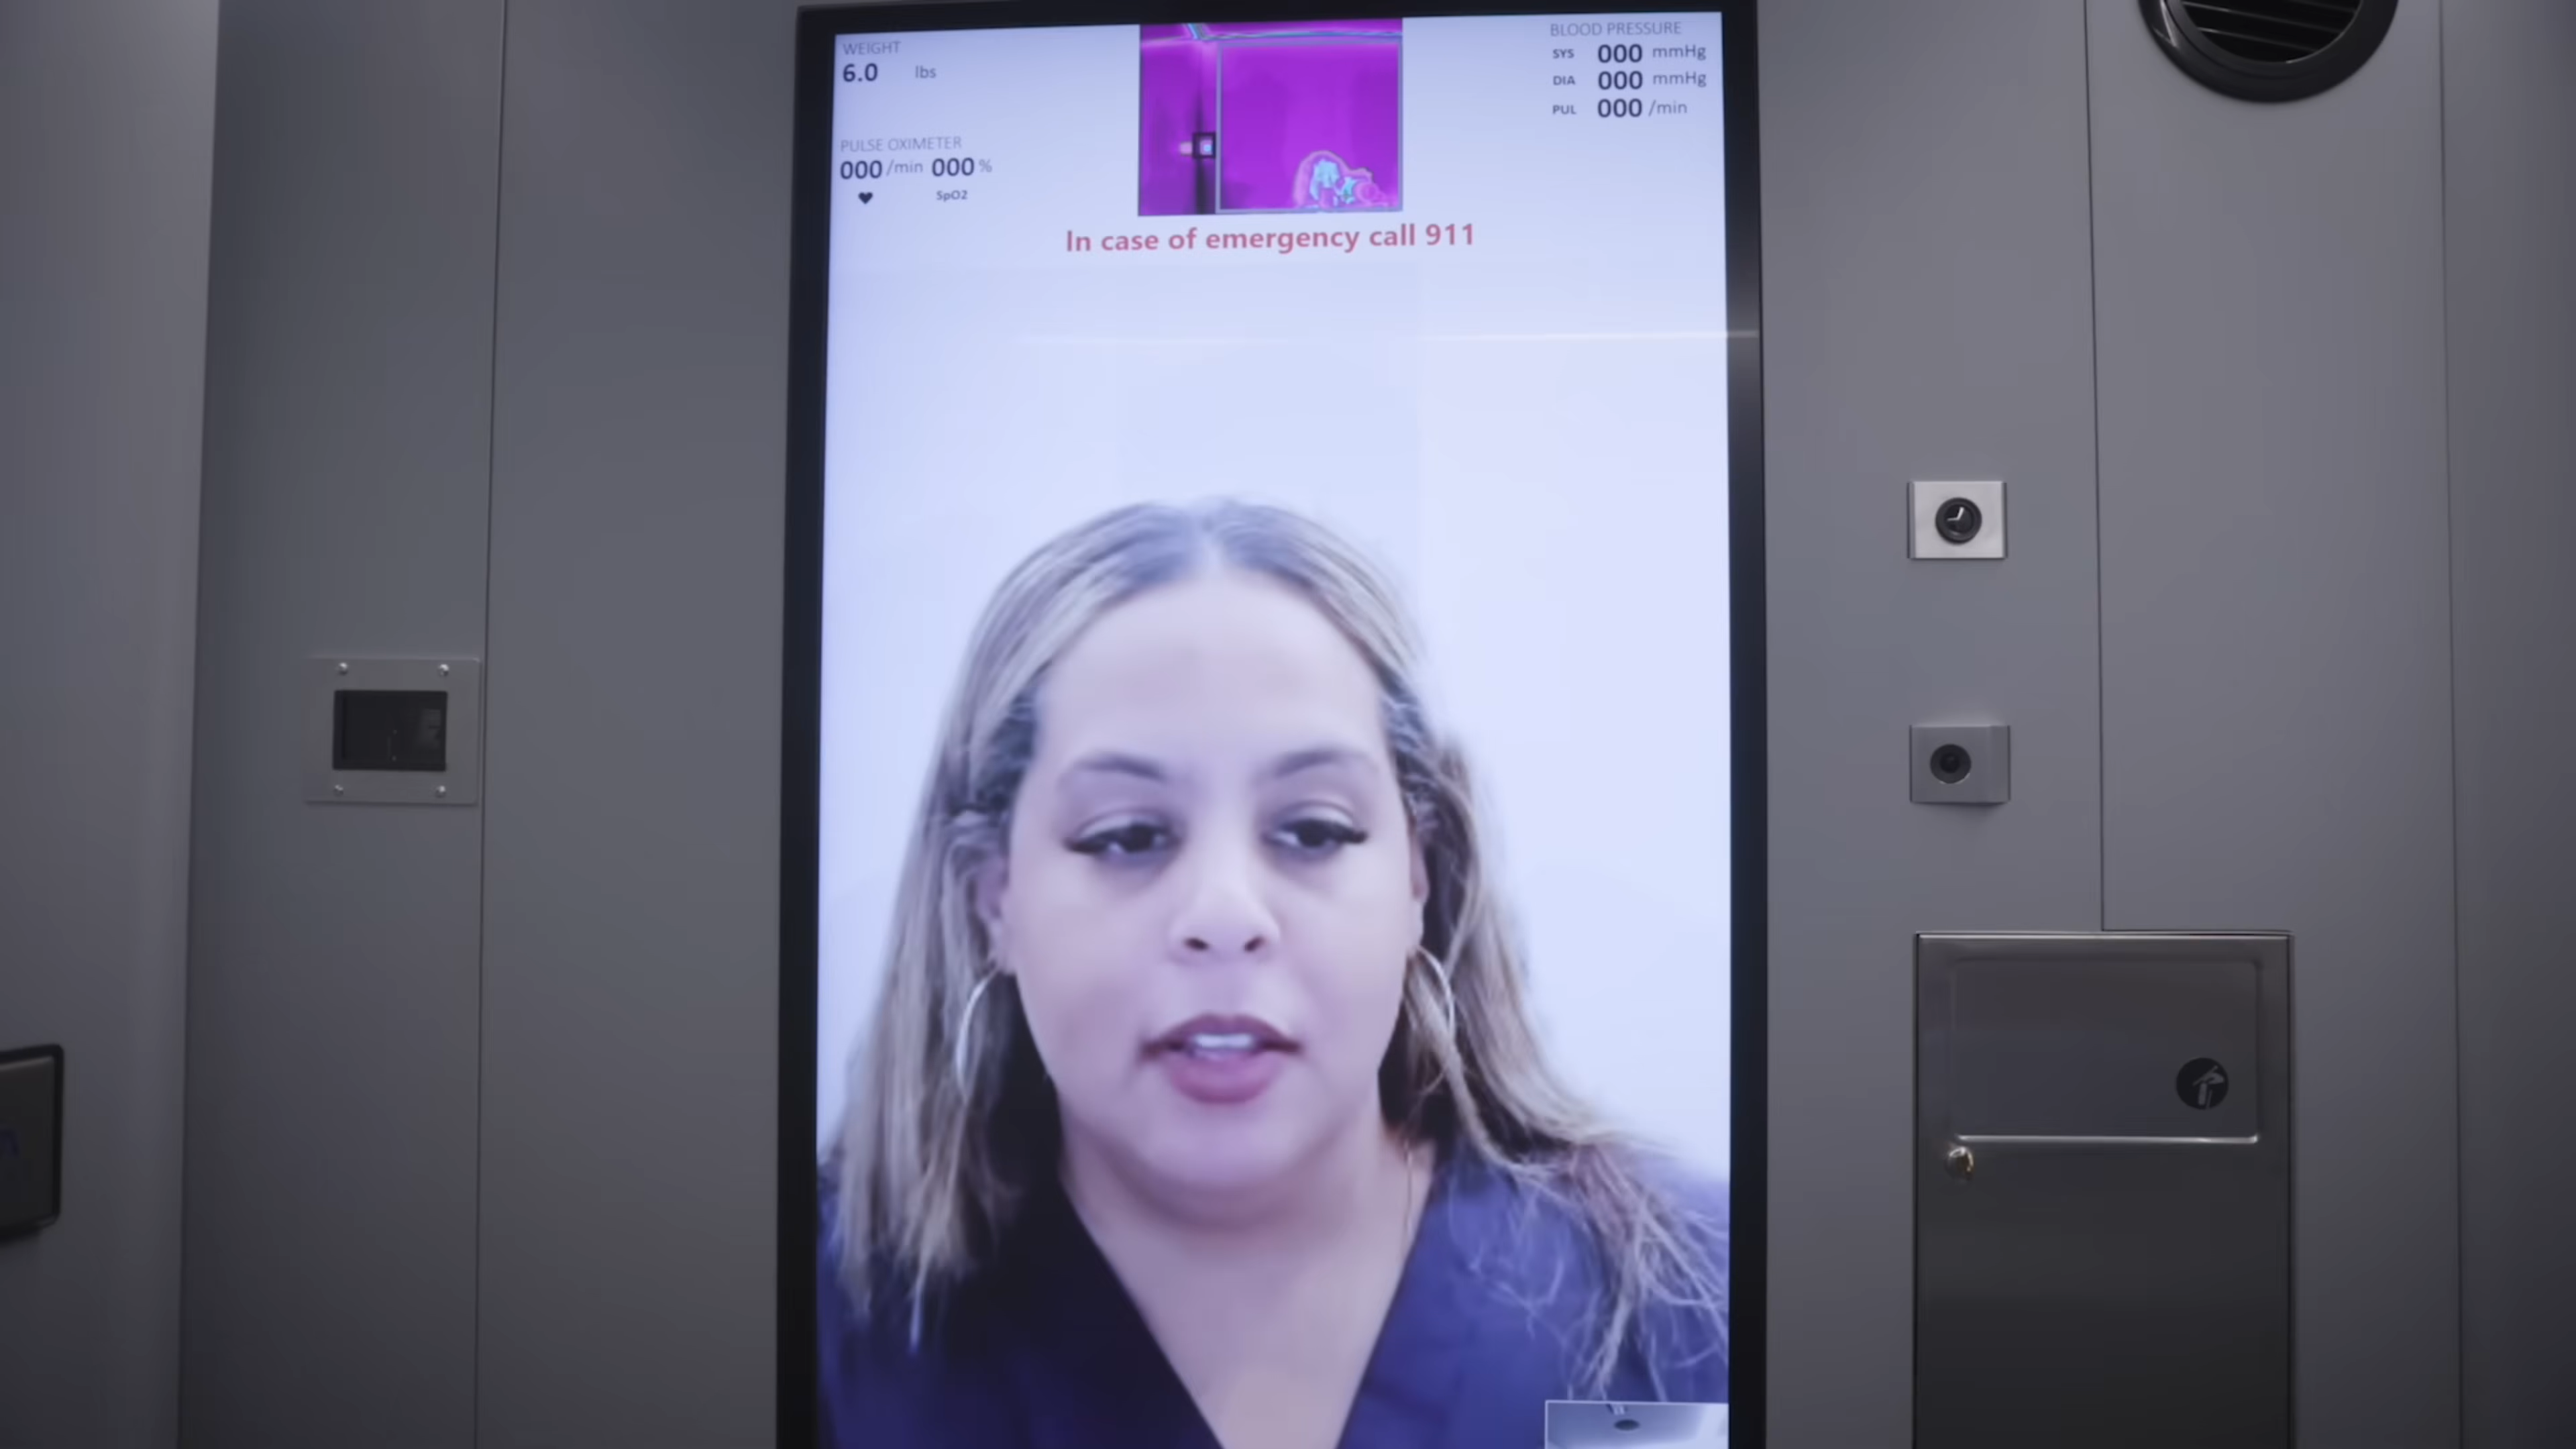 WEIGHT
6.0 lbs
PULSE OXIMETER
000 /min 000 %
SpO2
In case of emergency call 911
BLOOD PRESSURE
SYS 000 mmHg
DIA 000 mmHg
PUL 000 /min